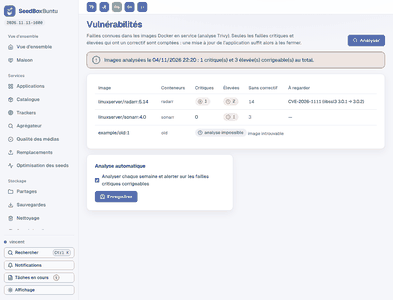 SeedBoxBuntu
Vue d'ensemble
Vue d'ensemble
Maison
Services
Applications
Catalogue
Trackers
Agrégateur
Qualité des médias
Remplacements
Optimisation des seeds
Stockage
Partages
Sauvegardes
Nettoyage
vincent
Rechercher Ctrl K
Notifications
Tâches en cours 1
Affichage
Vulnérabilités
Failles connues dans les images Docker en service (analyse Trivy). Seules les failles critiques et
élevées qui ont un correctif sont comptées : une mise à jour de l'application suffit alors à les fermer.
Analyser
Images analysées le 04/11/2026 22:20 : 1 critique(s) et 3 élevée(s) corrigeable(s) au total.
Image Conteneurs Critiques Élevées Sans correctif À regarder
linuxserver/radarr:5.14 radarr 1 2 14 CVE-2026-1111 (libssl3 3.0.1 → 3.0.2)
linuxserver/sonarr:4.0 sonarr 0 1 3 —
example/old:1 old analyse impossible image introuvable
Analyse automatique
Analyser chaque semaine et alerter sur les failles
critiques corrigeables
Enregistrer